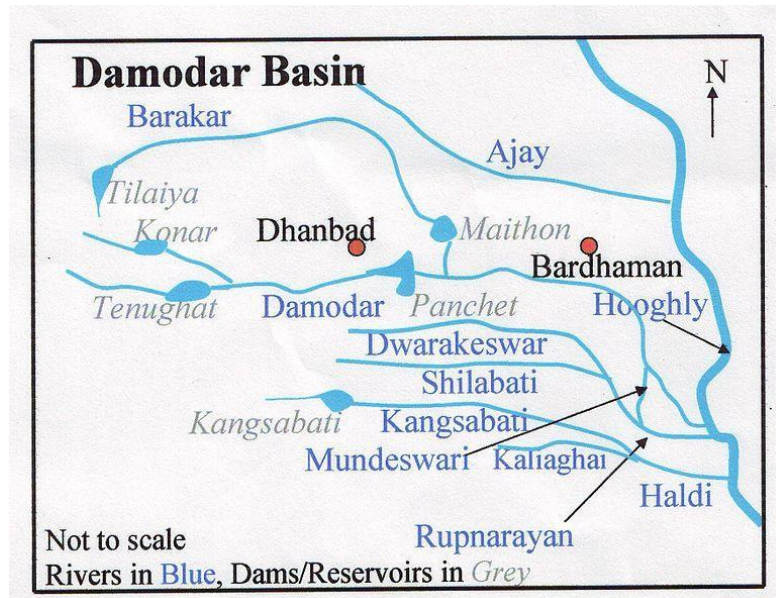 Damodar Basin
N
Barakar
Ajay
Tilaiya
Konar
Dhanbad
Maithon
Bardhaman
Tenughat
Damodar
Panchet
Hooghly
Dwarakeswar
Shilabati
Kangsabati
Kangsabati
Mundeswari
Kaliaghai
Haldi
Rupnarayan
Not to scale
Rivers in Blue, Dams/Reservoirs in Grey